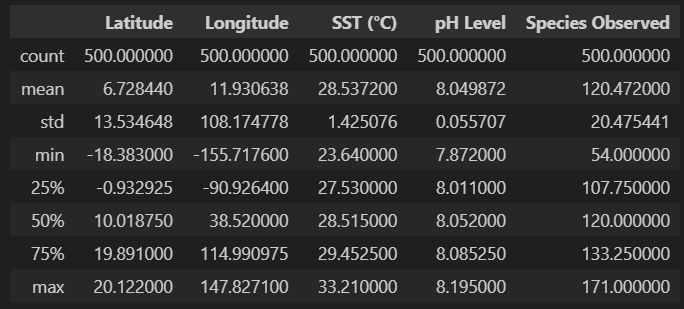 Latitude Longitude SST (°C) pH Level Species Observed
count 500.000000 500.000000 500.000000 500.000000 500.000000
mean 6.728440 11.930638 28.537200 8.049872 120.472000
std 13.534648 108.174778 1.425076 0.055707 20.475441
min -18.383000 -155.717600 23.640000 7.872000 54.000000
25% -0.932925 -90.926400 27.530000 8.011000 107.750000
50% 10.018750 38.520000 28.515000 8.052000 120.000000
75% 19.891000 114.990975 29.452500 8.085250 133.250000
max 20.122000 147.827100 33.210000 8.195000 171.000000